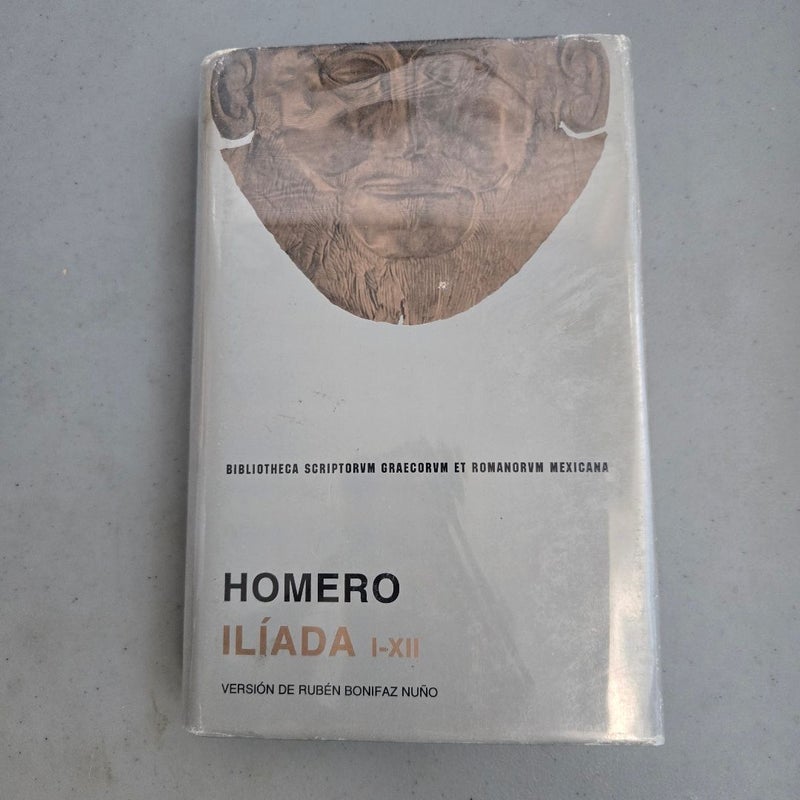 BIBLIOTHECA SCRIPTORVM GRAECORVM ET ROMANORVM MEXICANA
HOMERO
ILÍADA I-XII
VERSIÓN DE RUBÉN BONIFAZ NUÑO